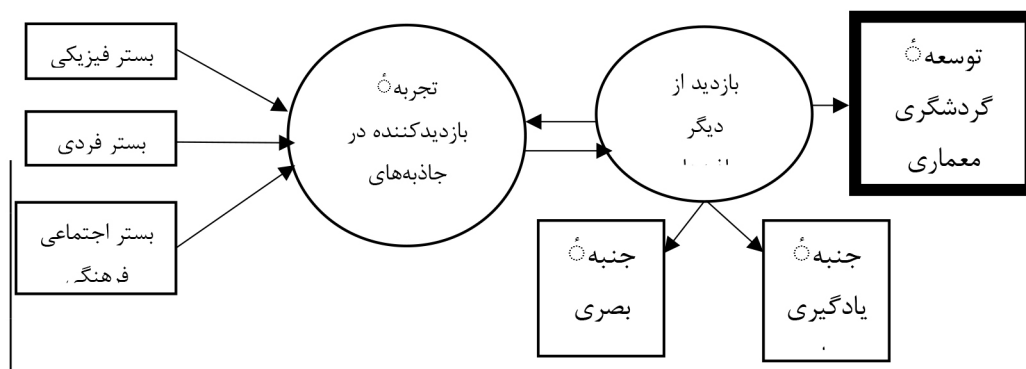 بستر فیزیکی
بستر فردی
بستر اجتماعی
فرهنگی
تجربهٔ
بازدیدکننده در
جاذبه‌های
بازدید از
دیگر
توسعهٔ
گردشگری
معماری
جنبهٔ
بصری
جنبهٔ
یادگیری